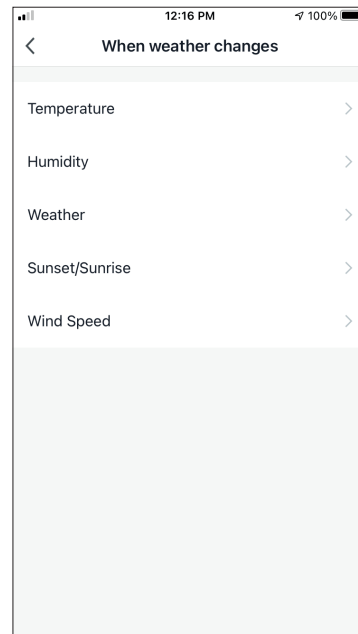 12:16 PM 100%
When weather changes
Temperature
Humidity
Weather
Sunset/Sunrise
Wind Speed